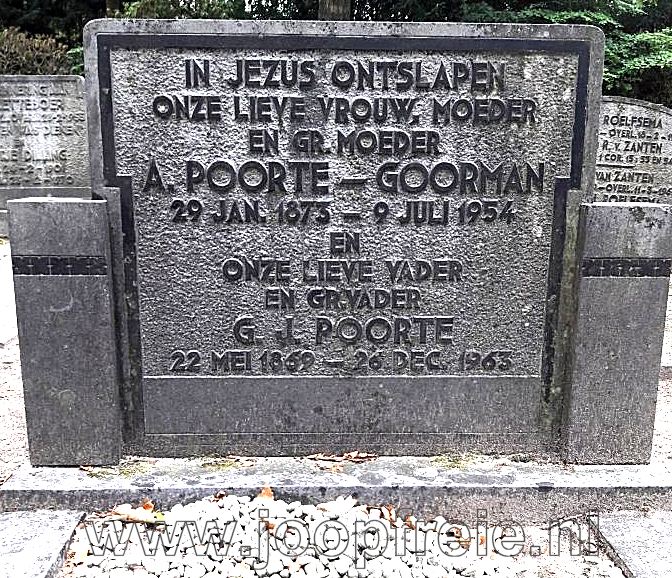 IN JEZUS ONTSLAPEN
ONZE LIEVE VROUW, MOEDER
EN GR. MOEDER
A. POORTE — GOORMAN
29 JAN. 1873 — 9 JULI 1954
EN
ONZE LIEVE VADER
EN GR.VADER
G. J. POORTE
22 MEI 1869 — 26 DEC. 1963
ROELFSEMA
R. v. ZANTEN
VAN ZANTEN
ROELFSEMA
www.joopreie.nl